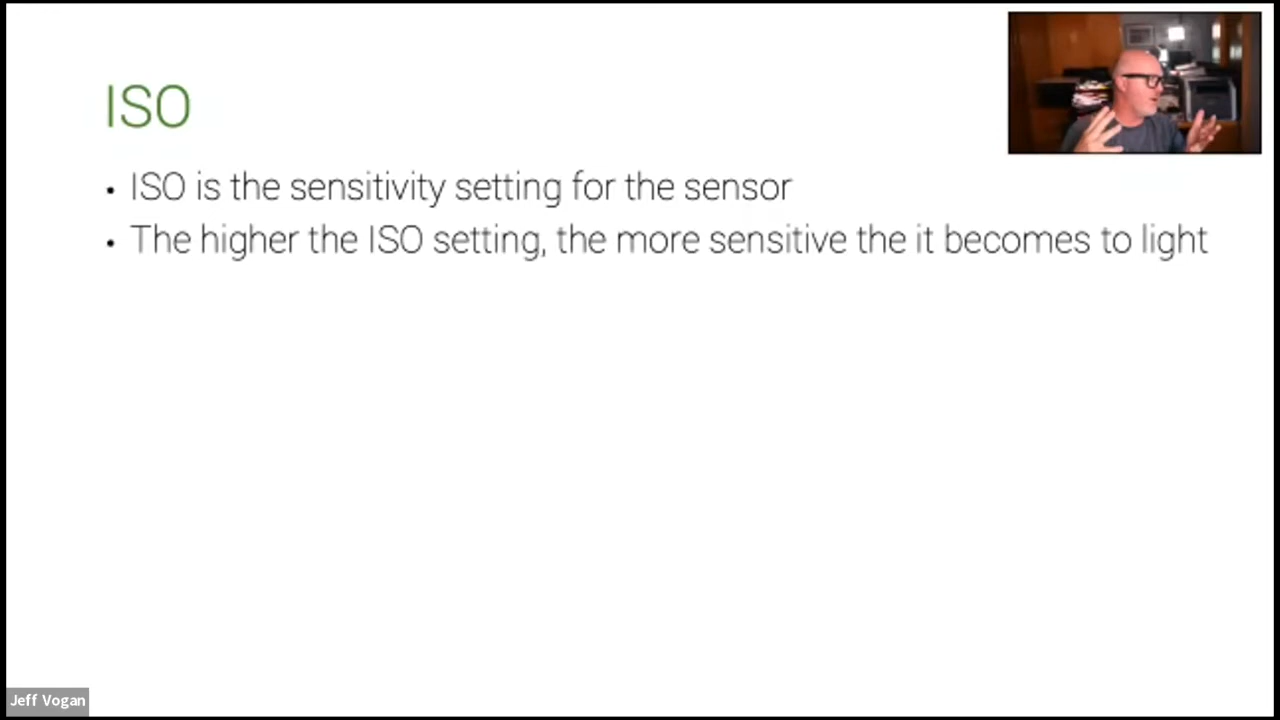 ISO
• ISO is the sensitivity setting for the sensor
• The higher the ISO setting, the more sensitive the it becomes to light
Jeff Vogan